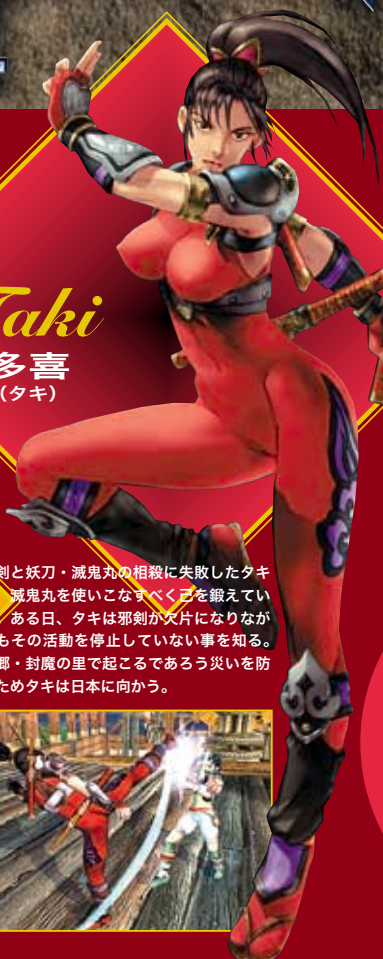 Taki
多喜
(タキ)
剣と妖刀・滅鬼丸の相殺に失敗したタキ
滅鬼丸を使いこなすべく己を鍛えてい
ある日、タキは邪剣が欠片になりなが
もその活動を停止していない事を知る。
郷・封魔の里で起こるであろう災いを防
ためタキは日本に向かう。